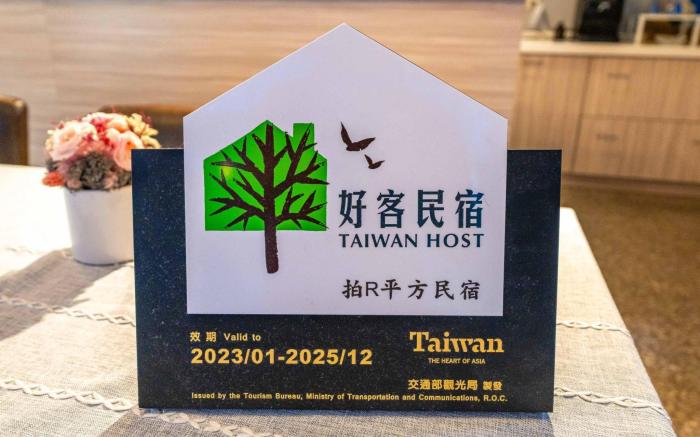 好客民宿
TAIWAN HOST
拍R平方民宿
效期 Valid to
2023/01-2025/12
Taiwan
THE HEART OF ASIA
交通部觀光局 製發
Issued by the Tourism Bureau, Ministry of Transportation and Communications, R.O.C.